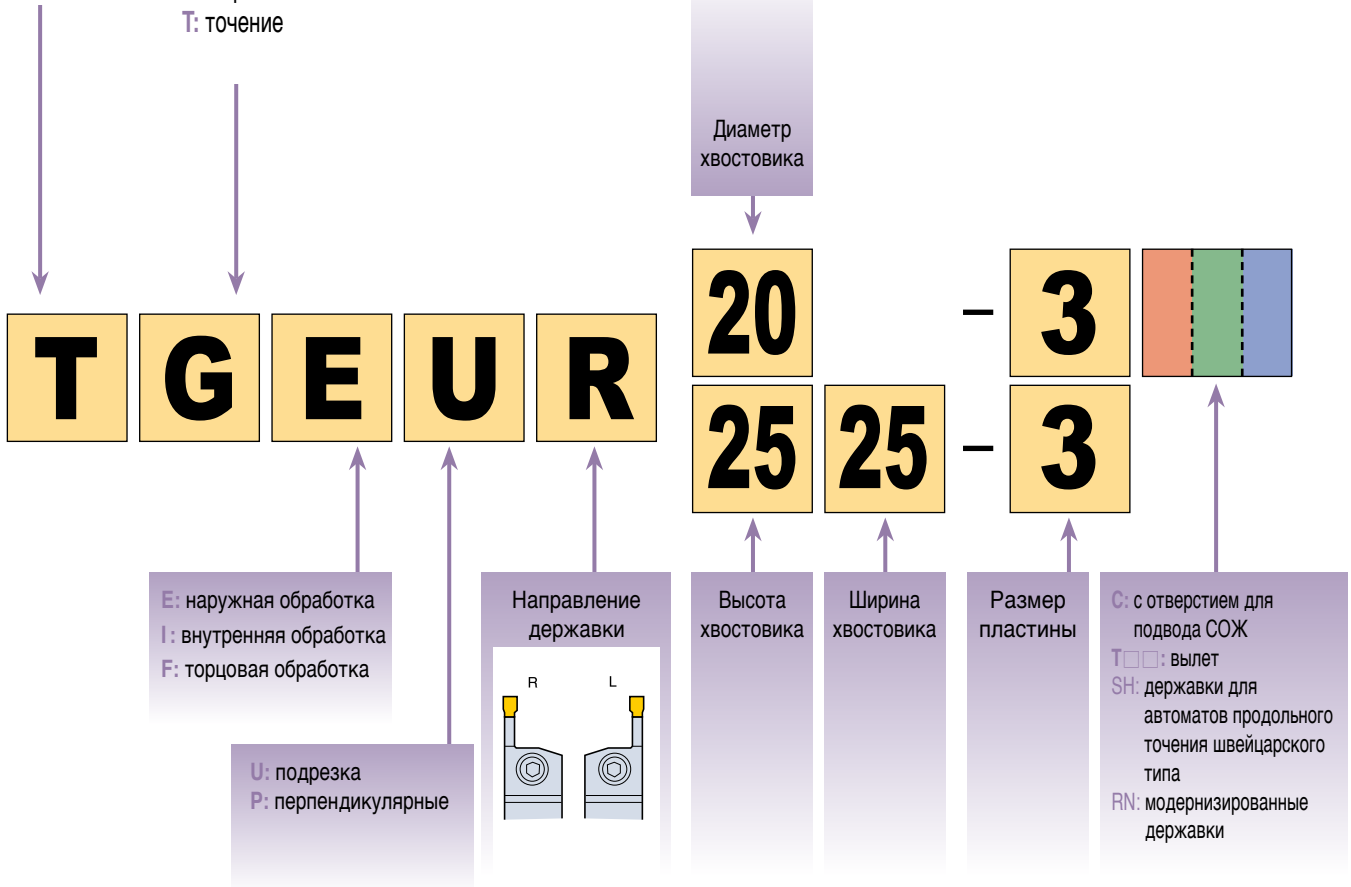 T: точение
Диаметр
хвостовика
20 – 3
T G E U R
25 25 – 3
E: наружная обработка
I: внутренняя обработка
F: торцовая обработка
U: подрезка
P: перпендикулярные
Направление
державки
R L
Высота
хвостовика
Ширина
хвостовика
Размер
пластины
C: с отверстием для
подвода СОЖ
T□□: вылет
SH: державки для
автоматов продольного
точения швейцарского
типа
RN: модернизированные
державки